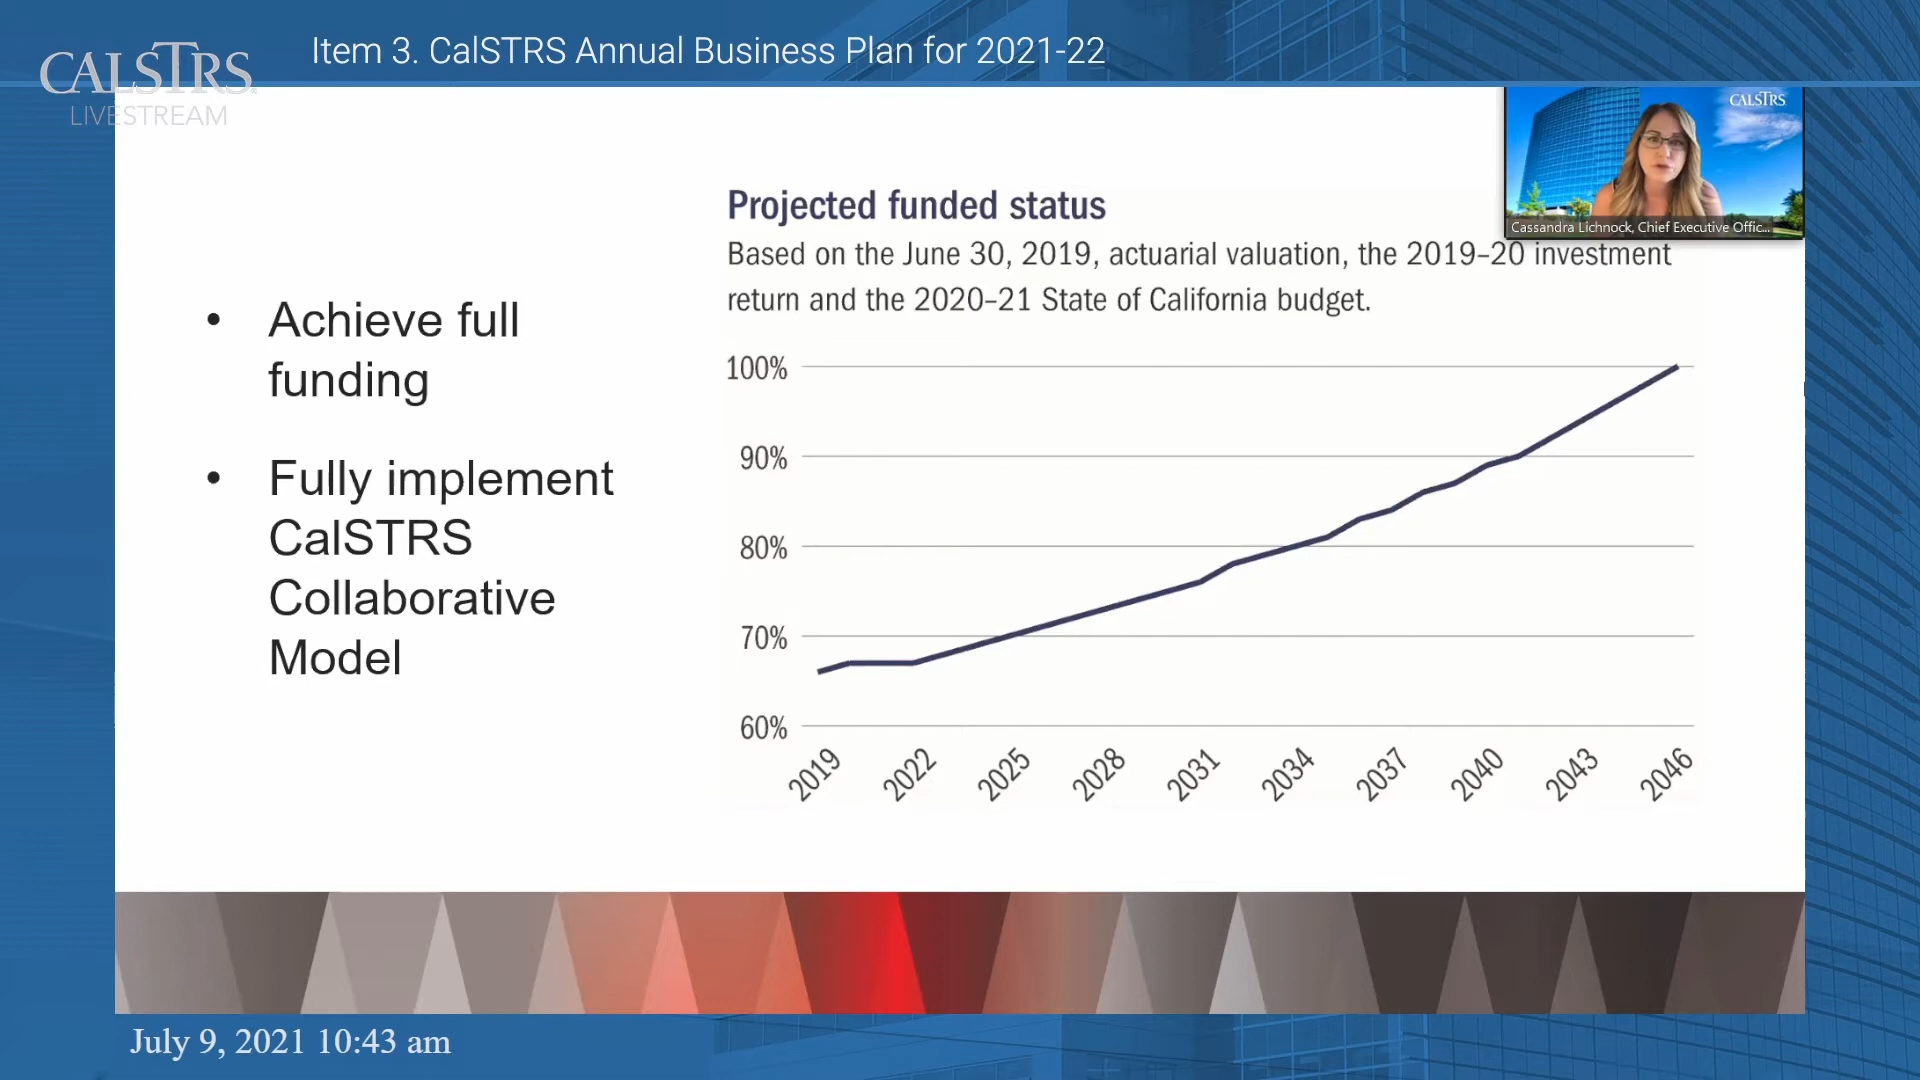 Item 3. CalSTRS Annual Business Plan for 2021-22
CALSTRS
LIVESTREAM
CALSTRS
Cassandra Lichnock, Chief Executive Offic...
• Achieve full
funding
• Fully implement
CalSTRS
Collaborative
Model
Projected funded status
Based on the June 30, 2019, actuarial valuation, the 2019–20 investment
return and the 2020–21 State of California budget.
100%
90%
80%
70%
60%
2019 2022 2025 2028 2031 2034 2037 2040 2043 2046
July 9, 2021 10:43 am